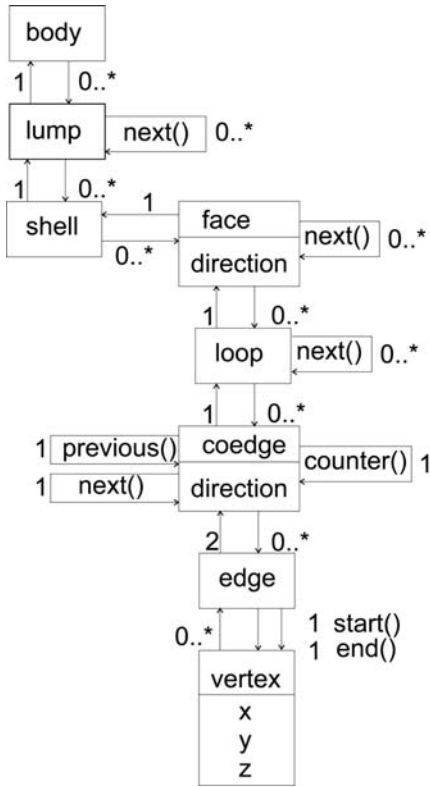 body
1 0..*
lump next() 0..*
1 0..*
shell 1 face
0..* direction next() 0..*
1 0..*
loop next() 0..*
1 0..*
1 previous() coedge counter() 1
1 next() direction
2 0..*
edge
0..* 1 start()
1 end()
vertex
x
y
z